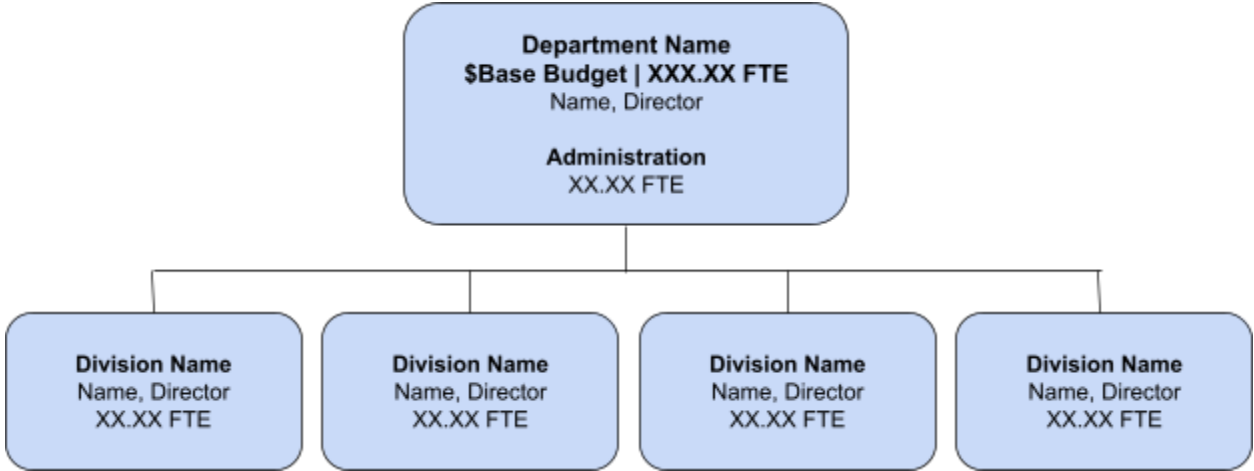 Department Name
$Base Budget | XXX.XX FTE
Name, Director
Administration
XX.XX FTE
Division Name
Name, Director
XX.XX FTE
Division Name
Name, Director
XX.XX FTE
Division Name
Name, Director
XX.XX FTE
Division Name
Name, Director
XX.XX FTE